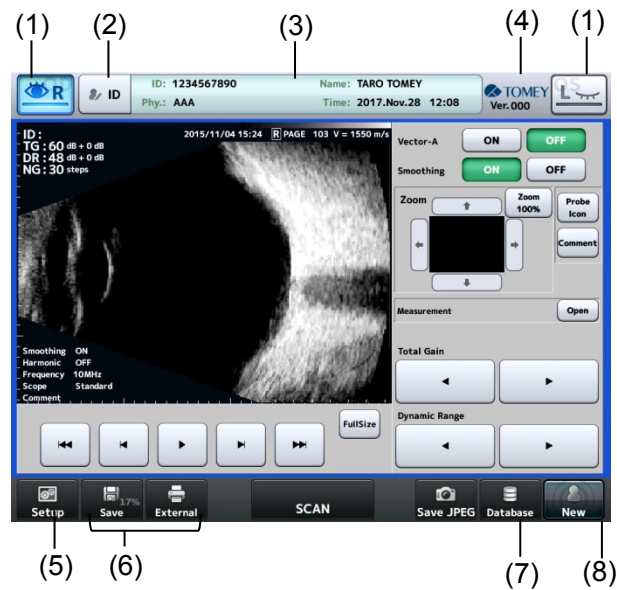 (1) (2) (3) (4) (1)
R ID ID: 1234567890 Name: TARO TOMEY TOMEY L
Phy.: AAA Time: 2017.Nov.28 12:08 Ver.000
ID : 2015/11/04 15:24 R PAGE 103 V = 1550 m/s
TG : 60 dB + 0 dB
DR : 48 dB + 0 dB
NG : 30 steps
Vector-A ON OFF
Smoothing ON OFF
Zoom Zoom 100% Probe Icon
Comment
Measurement Open
Smoothing ON
Harmonic OFF
Frequency 10MHz
Scope Standard
Comment
Total Gain
Dynamic Range
FullSize
Setup Save 17% External SCAN Save JPEG Database New
(5) (6) (7) (8)